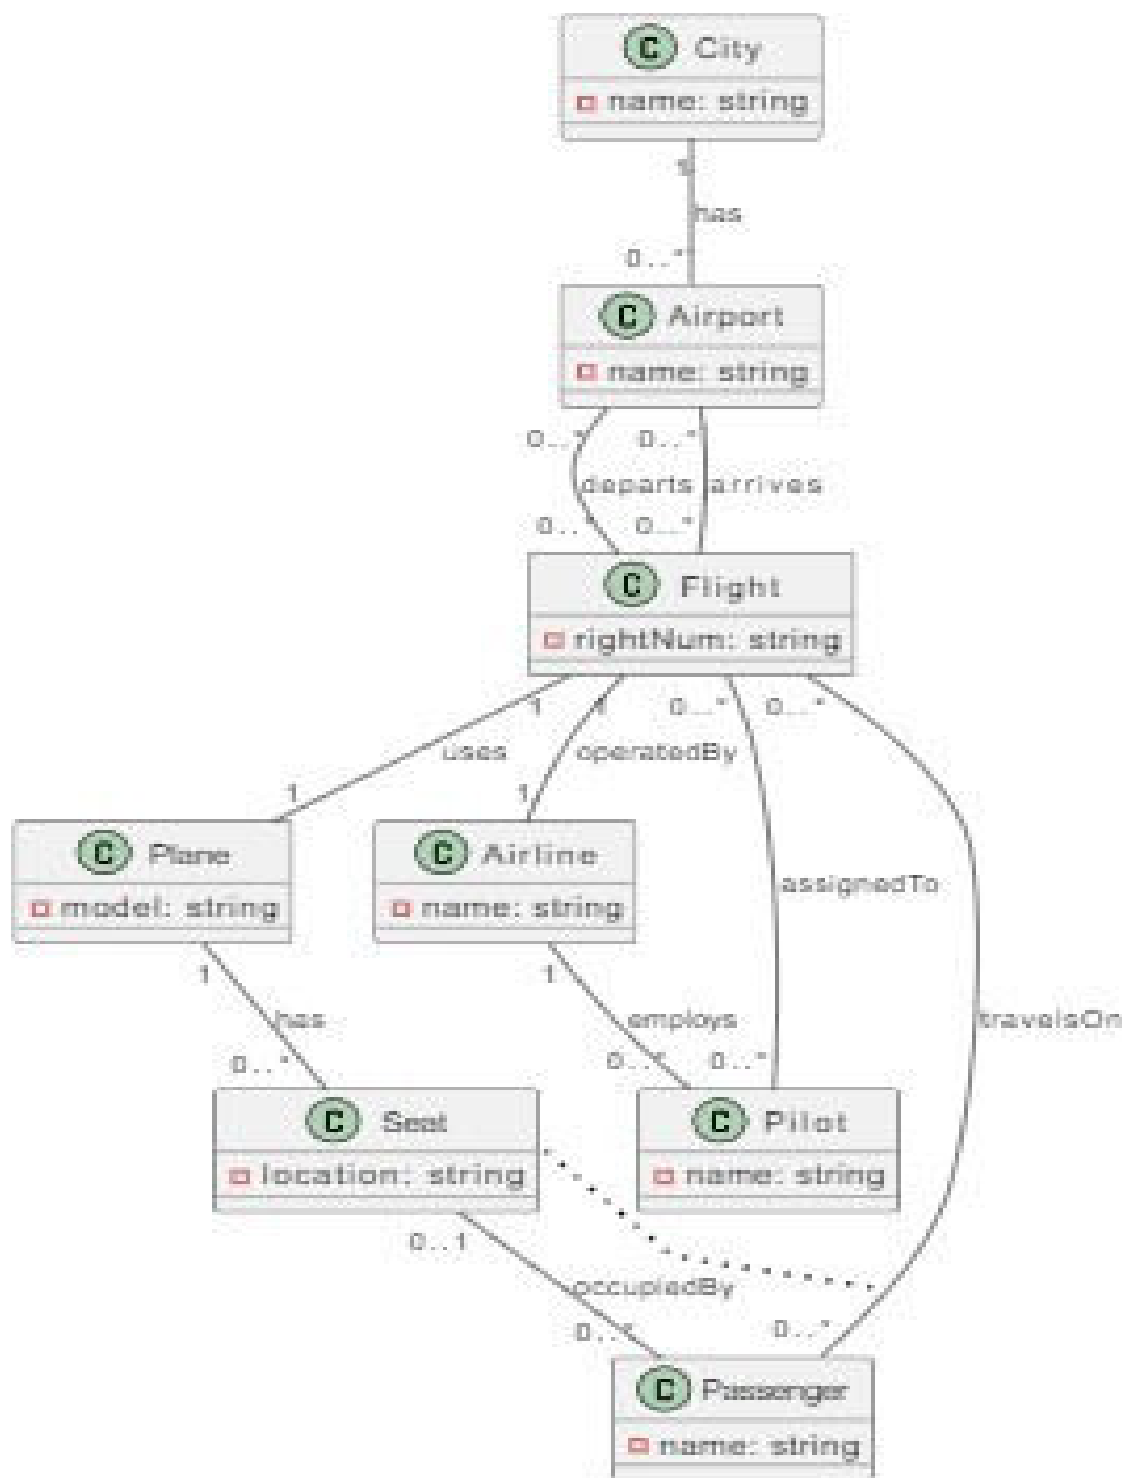 C City
name: string
1
has
0..*
C Airport
name: string
0..* 0..*
departs arrives
0..* 0..*
C Flight
rightNum: string
1 1 0..* 0..*
uses operatedBy
1 1
C Plane C Airline
assignedTo
model: string name: string
1 1
has employs travelsOn
0..* 0..* 0..*
C Seat C Pilot
location: string name: string
0..1
occupiedBy
0..* 0..*
C Passenger
name: string